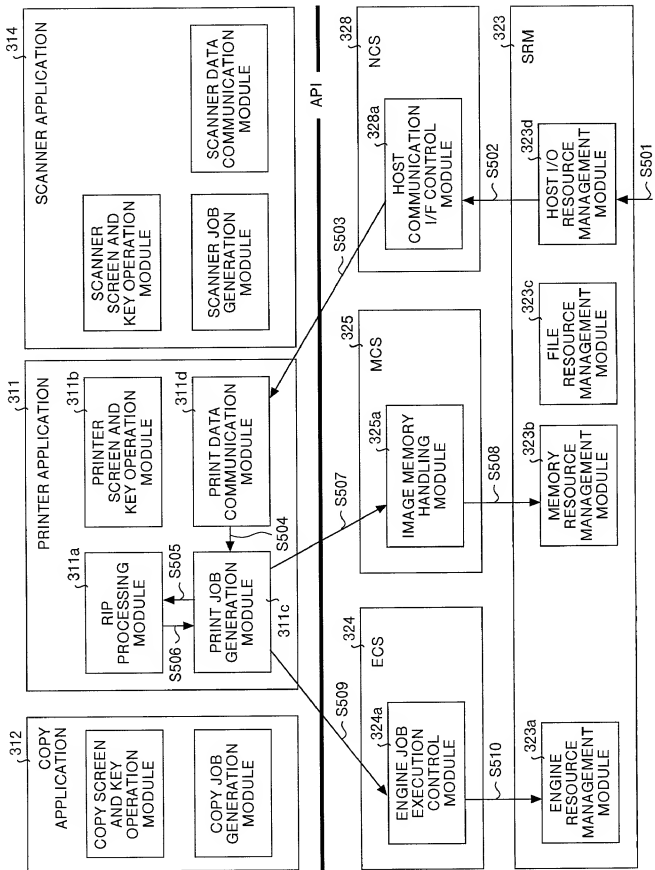 312
COPY
APPLICATION
COPY SCREEN
AND KEY
OPERATION
MODULE
COPY JOB
GENERATION
MODULE
311
PRINTER APPLICATION
311a
RIP
PROCESSING
MODULE
311b
PRINTER
SCREEN AND
KEY OPERATION
MODULE
S506
S505
PRINT JOB
GENERATION
MODULE
311c
S504
311d
PRINT DATA
COMMUNICATION
MODULE
314
SCANNER APPLICATION
SCANNER
SCREEN AND
KEY OPERATION
MODULE
SCANNER JOB
GENERATION
MODULE
SCANNER DATA
COMMUNICATION
MODULE
S509
S507
S503
API
324
ECS
324a
ENGINE JOB
EXECUTION
CONTROL
MODULE
S510
325
MCS
325a
IMAGE MEMORY
HANDLING
MODULE
S508
328
NCS
328a
HOST
COMMUNICATION
I/F CONTROL
MODULE
S502
323
SRM
323a
ENGINE
RESOURCE
MANAGEMENT
MODULE
323b
MEMORY
RESOURCE
MANAGEMENT
MODULE
323c
FILE
RESOURCE
MANAGEMENT
MODULE
323d
HOST I/O
RESOURCE
MANAGEMENT
MODULE
S501